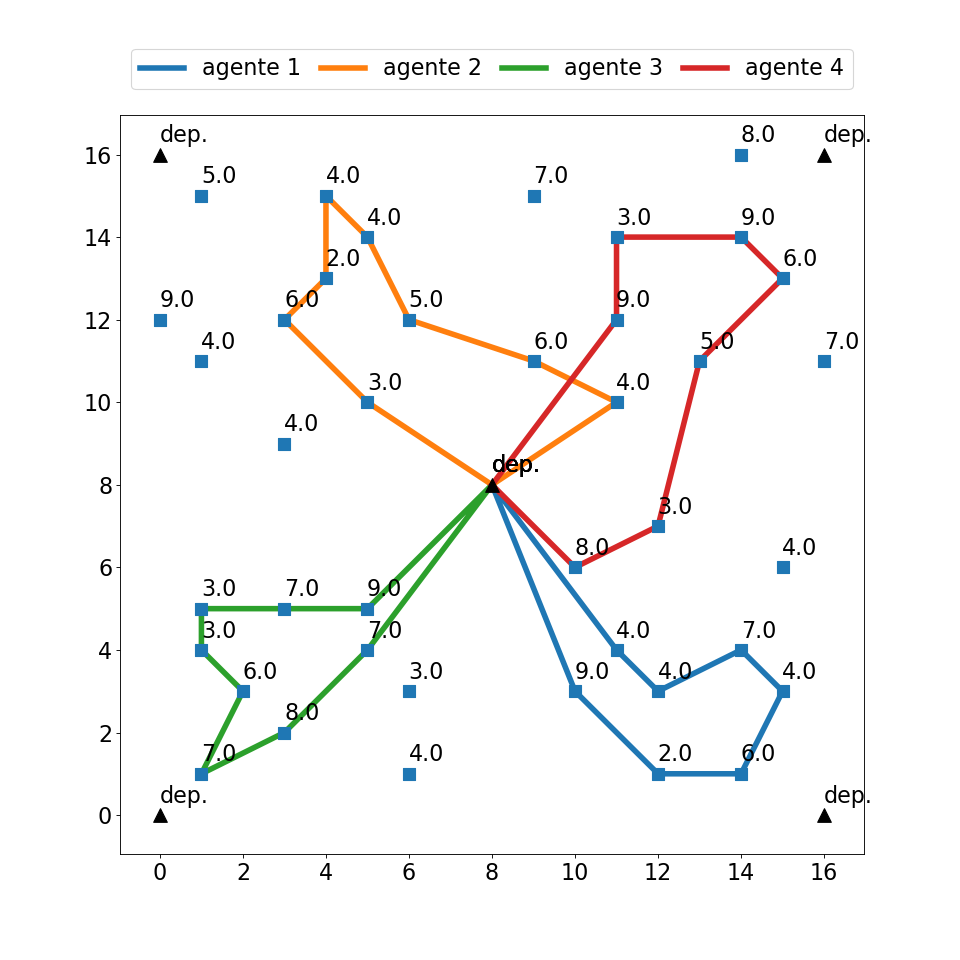 agente 1 agente 2 agente 3 agente 4
dep. 8.0 dep.
16
5.0 4.0 7.0
4.0 3.0 9.0
14
2.0 6.0
9.0 6.0 5.0 9.0
12
4.0 6.0 5.0 7.0
3.0 4.0
10
4.0
dep. dep.
8
3.0
8.0 4.0
6
3.0 7.0 9.0
3.0 7.0 4.0 7.0
4
6.0 3.0 9.0 4.0 4.0
8.0
2
7.0 4.0 2.0 6.0
dep. dep.
0
0 2 4 6 8 10 12 14 16